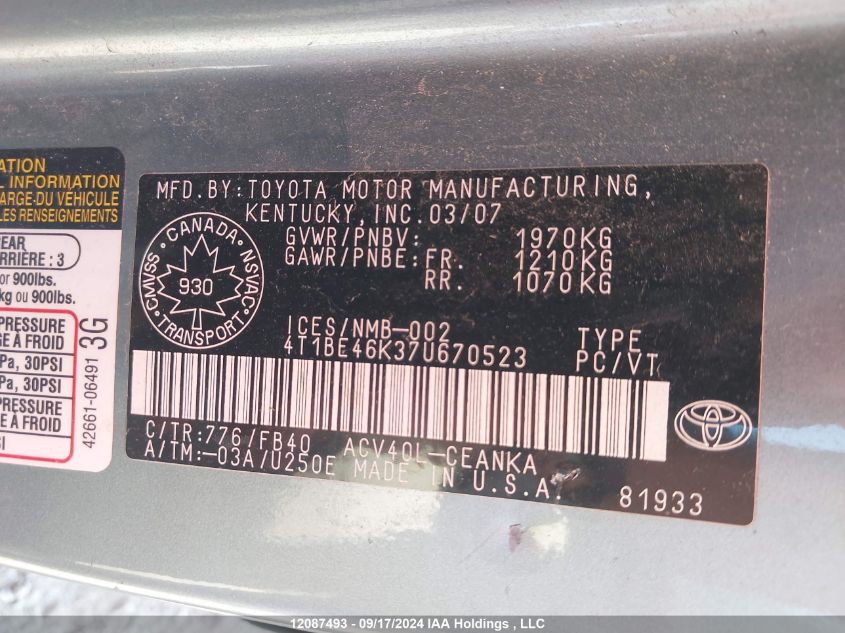 ATION
L INFORMATION
CHARGE-DU VÉHICULE
LES RENSEIGNEMENTS
EAR
RRIÈRE : 3
or 900lbs.
kg ou 900lbs.
PRESSURE
GE À FROID
Pa, 30PSI
Pa, 30PSI
PRESSURE
À FROID
SI
42661-06491 3G
MFD.BY:TOYOTA MOTOR MANUFACTURING,
KENTUCKY,INC.03/07
GVWR/PNBV: 1970KG
GAWR/PNBE:FR. 1210KG
RR. 1070KG
CANADA
CMVSS 930 NSVAC
TRANSPORT
ICES/NMB-002
4T1BE46K37U670523
TYPE
PC/VT
C/TR:776/FB40 ACV40L-CEANKA
A/TM:-03A/U250E MADE IN U.S.A.
81933
12087493 - 09/17/2024 IAA Holdings , LLC